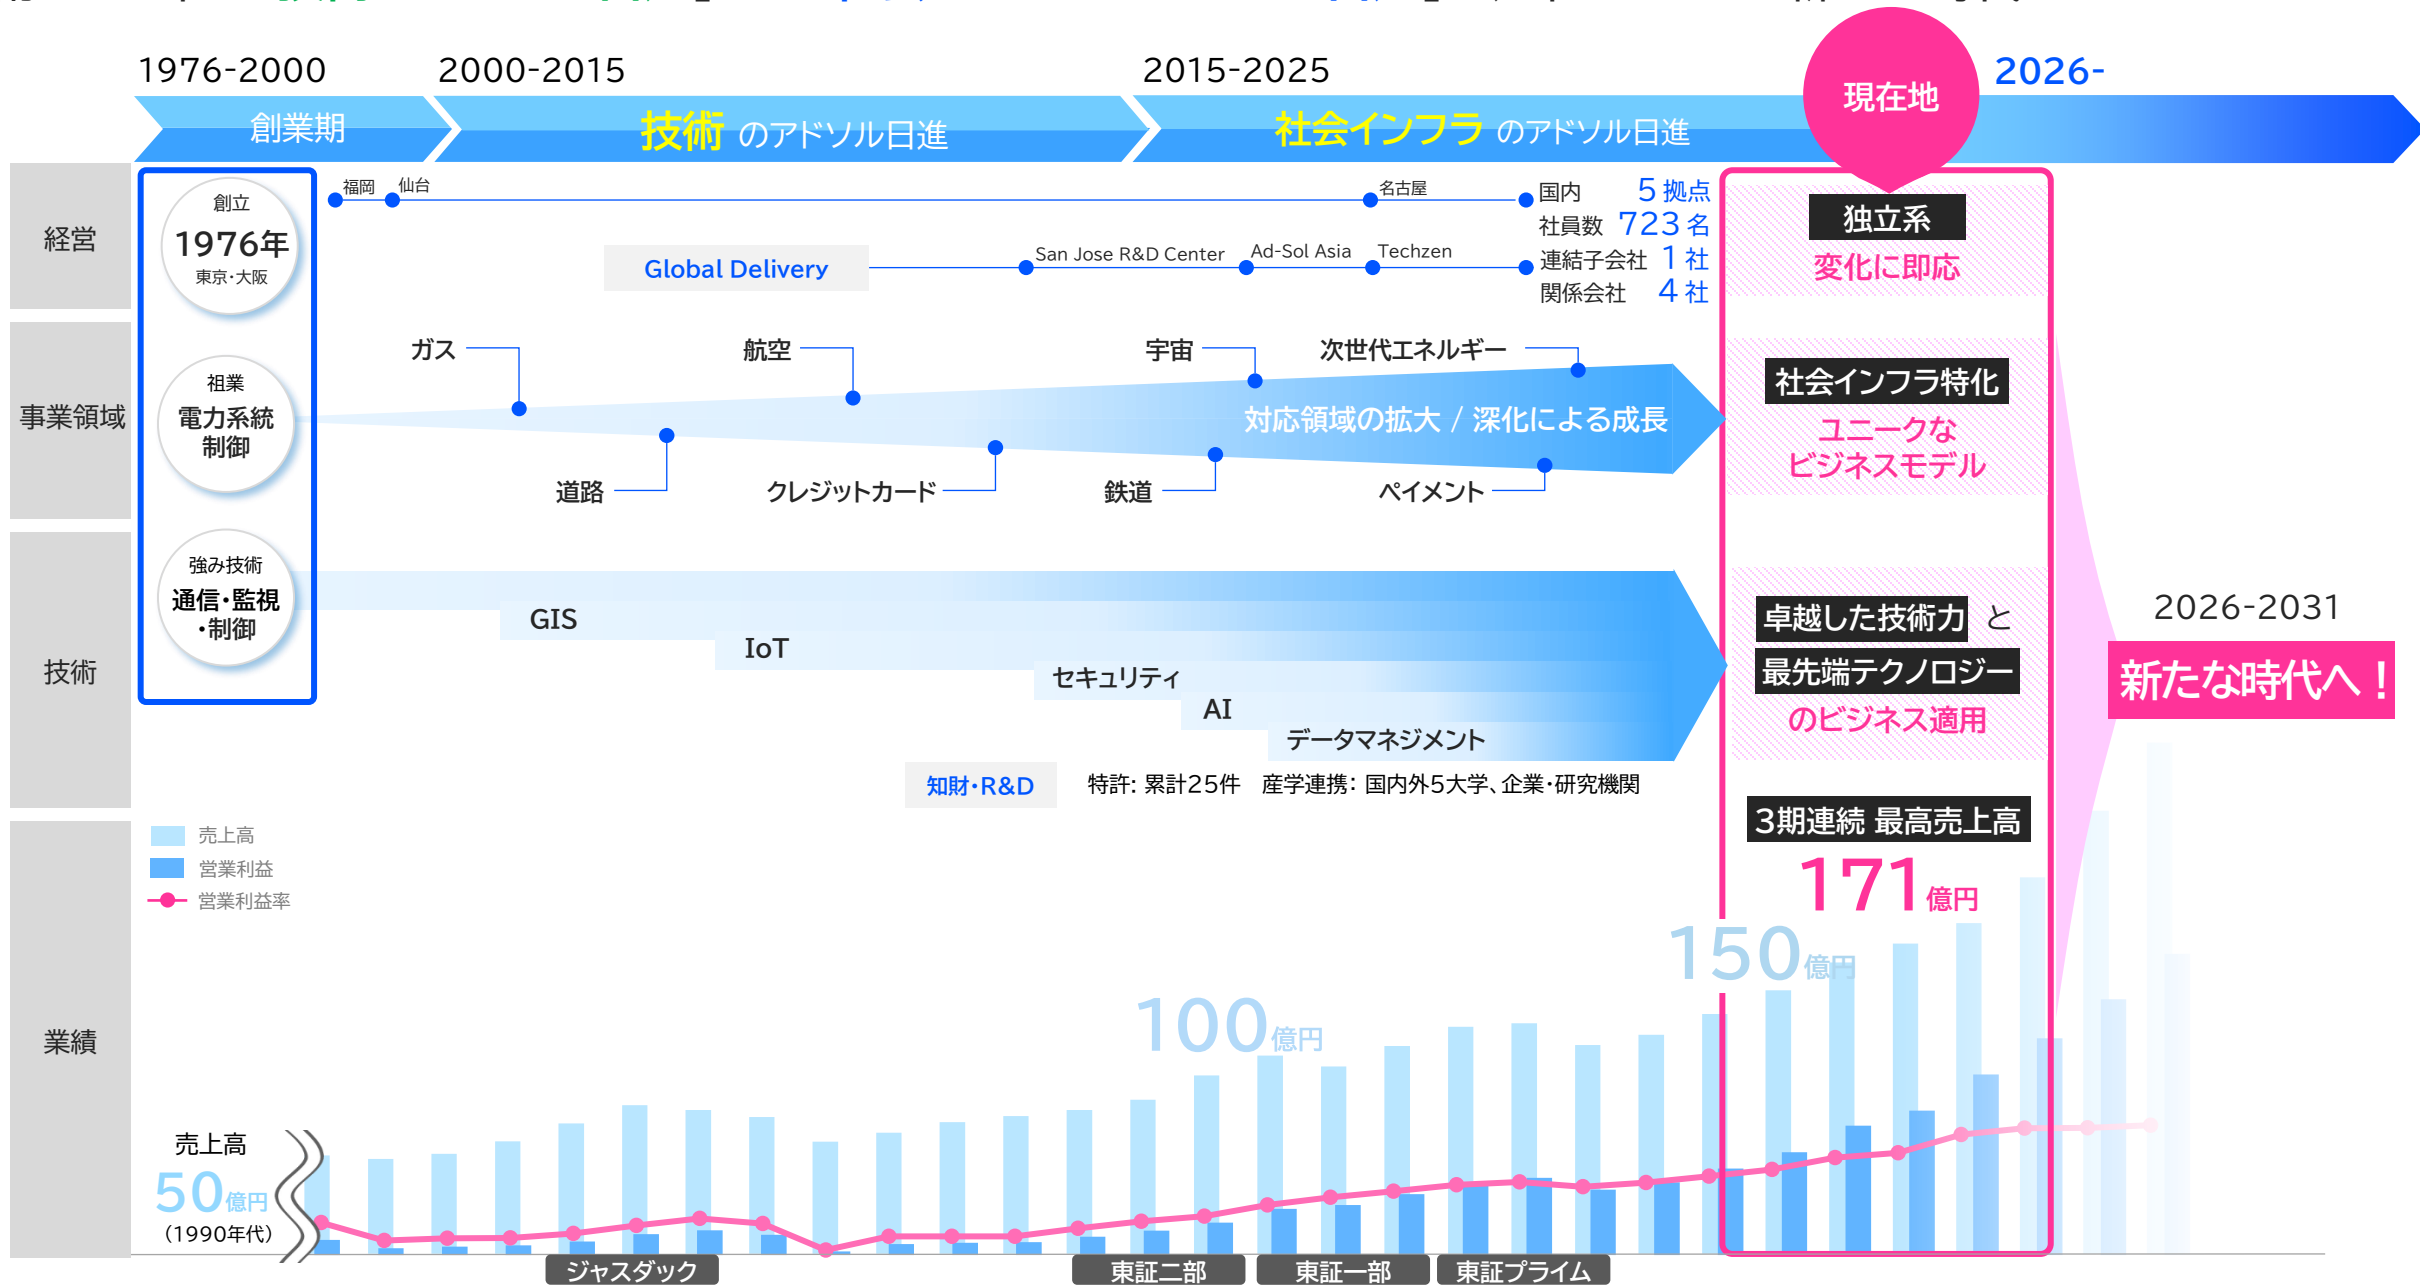 1976-2000
2000-2015
2015-2025
現在地
2026-
創業期
技術 のアドソル日進
社会インフラ のアドソル日進
経営
創立
1976年
東京・大阪
福岡
仙台
名古屋
国内 5 拠点
社員数 723 名
連結子会社 1 社
関係会社 4 社
Global Delivery
San Jose R&D Center
Ad-Sol Asia
Techzen
独立系
変化に即応
事業領域
祖業
電力系統
制御
ガス
航空
宇宙
次世代エネルギー
対応領域の拡大 / 深化による成長
道路
クレジットカード
鉄道
ペイメント
社会インフラ特化
ユニークな
ビジネスモデル
技術
強み技術
通信・監視
・制御
GIS
IoT
セキュリティ
AI
データマネジメント
知財・R&D
特許: 累計25件 産学連携: 国内外5大学、企業・研究機関
卓越した技術力 と
最先端テクノロジー
のビジネス適用
2026-2031
新たな時代へ！
業績
売上高
営業利益
営業利益率
3期連続 最高売上高
171億円
150億円
100億円
売上高
50億円
(1990年代)
ジャスダック
東証二部
東証一部
東証プライム